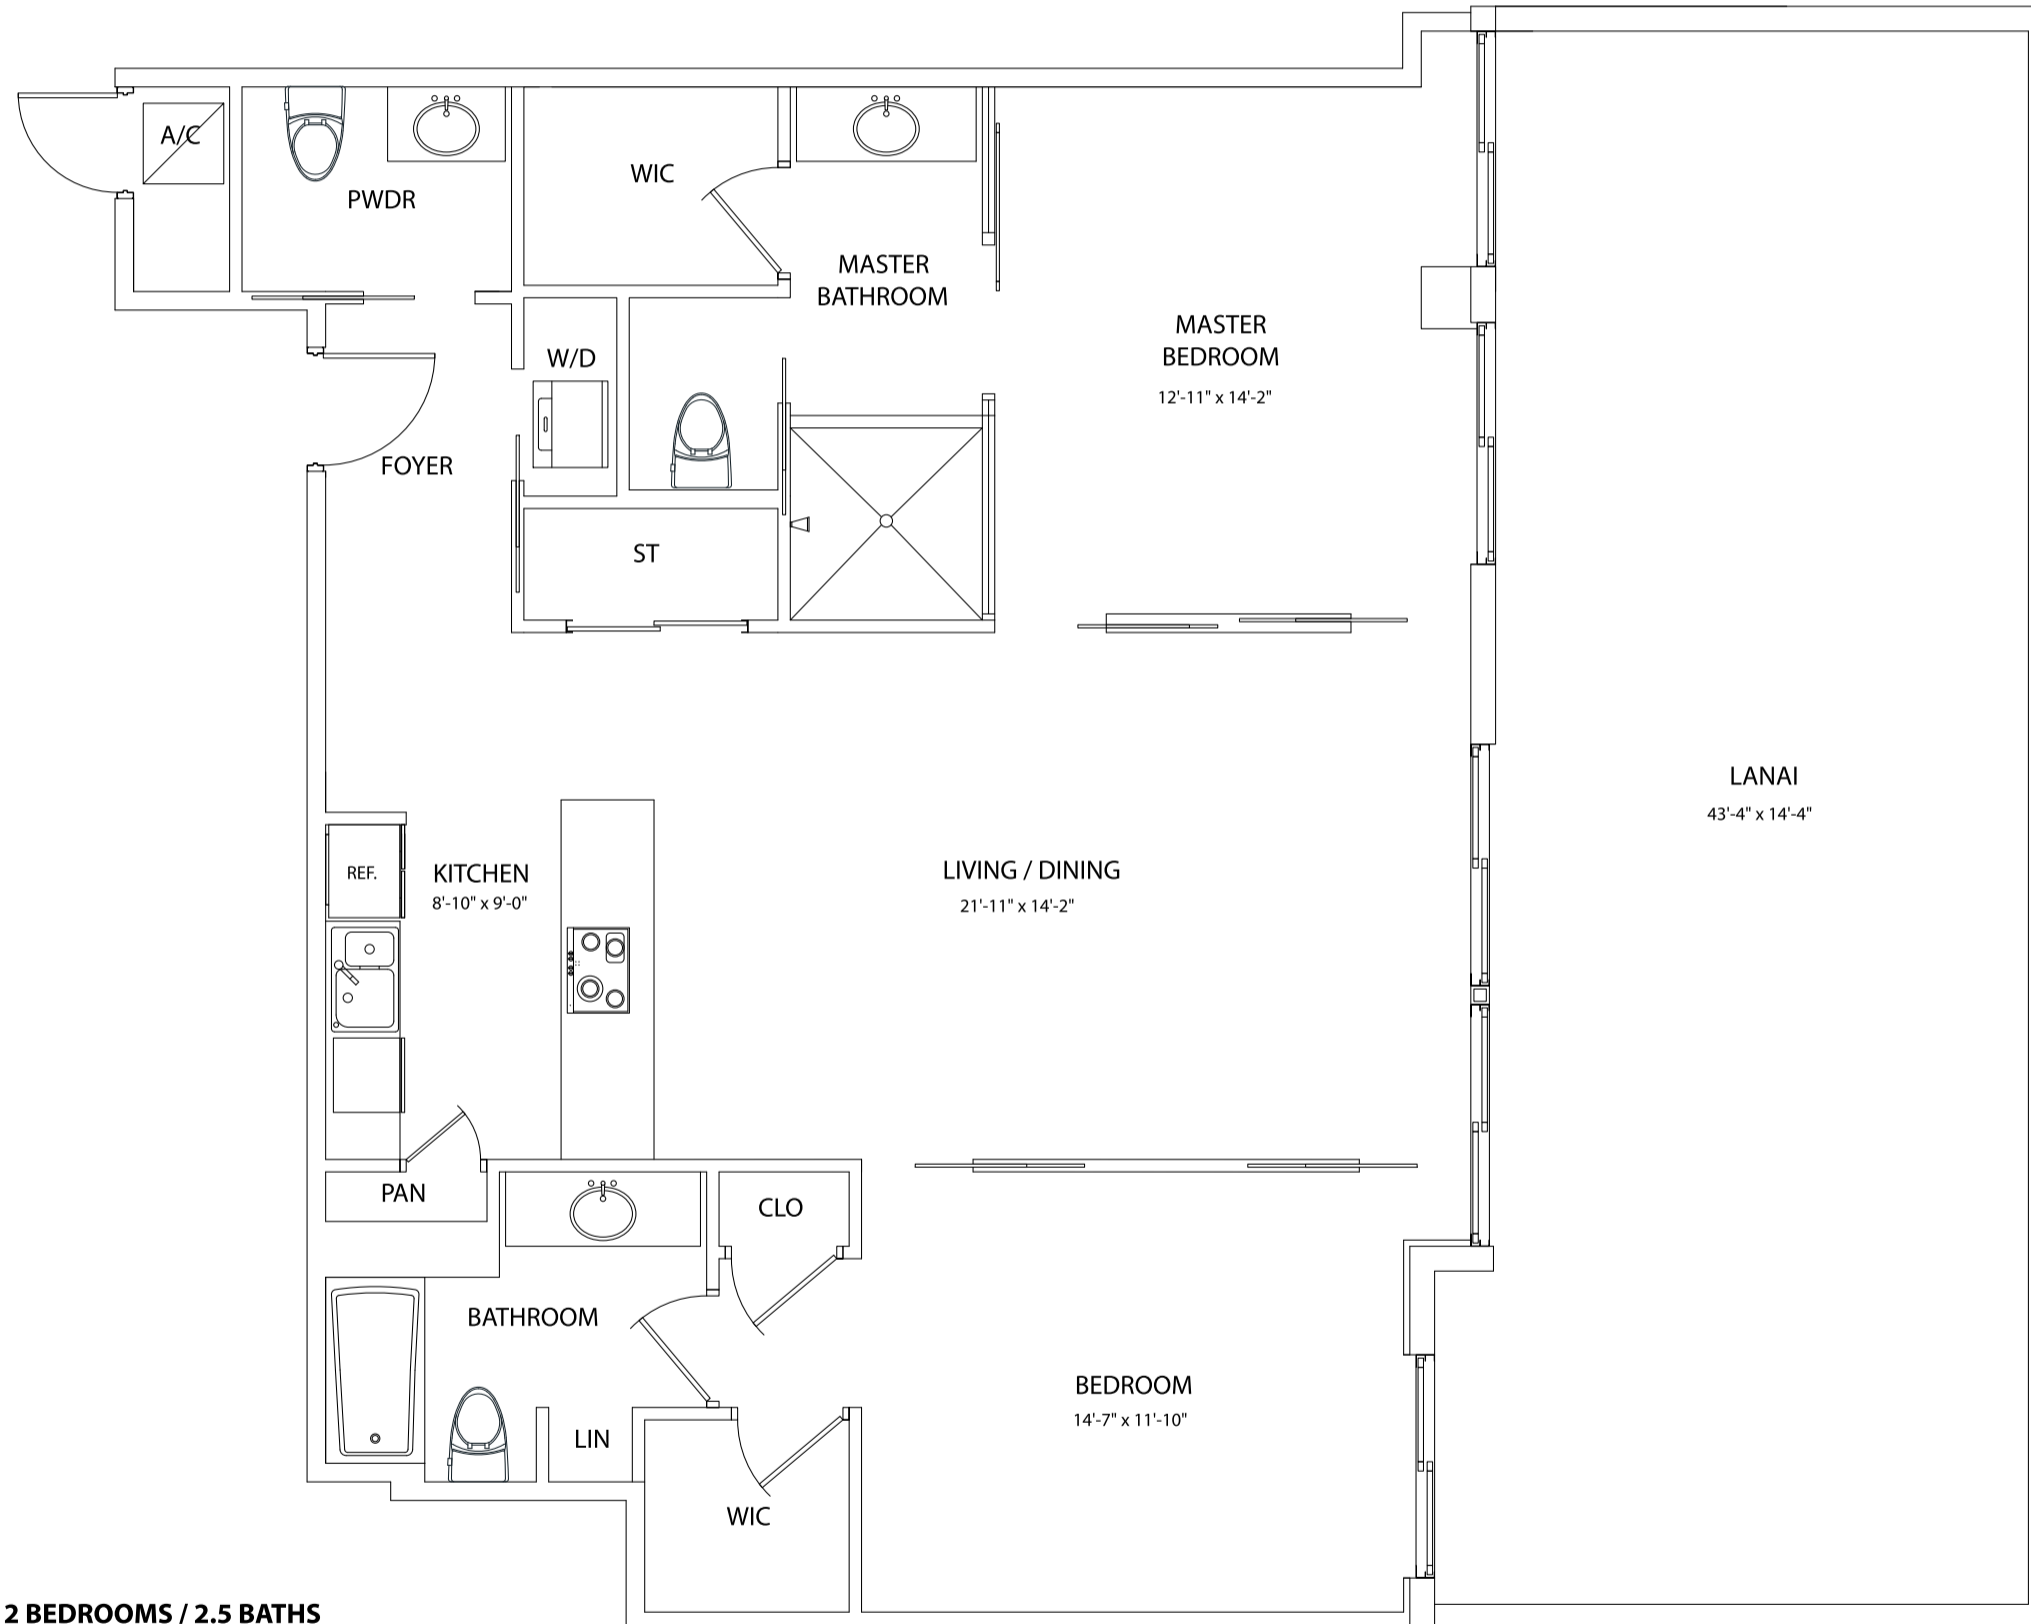 A/C
PWDR
WIC
MASTER
BATHROOM
MASTER
BEDROOM
12'-11" x 14'-2"
W/D
FOYER
ST
LANAI
43'-4" x 14'-4"
REF.
KITCHEN
8'-10" x 9'-0"
LIVING / DINING
21'-11" x 14'-2"
PAN
CLO
BATHROOM
BEDROOM
14'-7" x 11'-10"
LIN
WIC
2 BEDROOMS / 2.5 BATHS